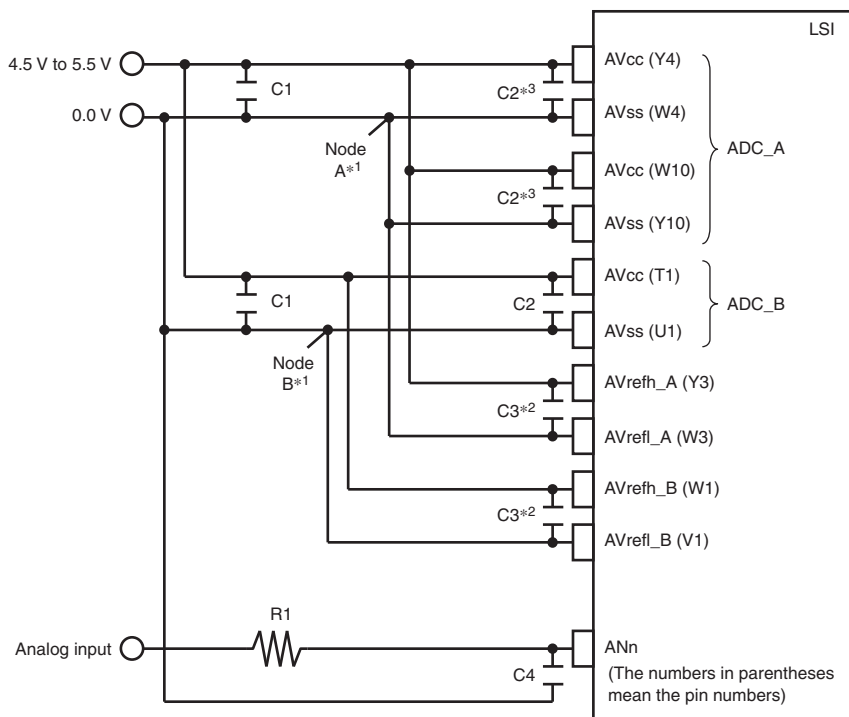 LSI
4.5 V to 5.5 V
AVcc (Y4)
C1
C2*3
0.0 V
AVss (W4)
Node
A*1
ADC_A
AVcc (W10)
C2*3
AVss (Y10)
AVcc (T1)
C1
C2
ADC_B
AVss (U1)
Node
B*1
AVrefh_A (Y3)
C3*2
AVrefl_A (W3)
AVrefh_B (W1)
C3*2
AVrefl_B (V1)
R1
Analog input
ANn
C4
(The numbers in parentheses
mean the pin numbers)